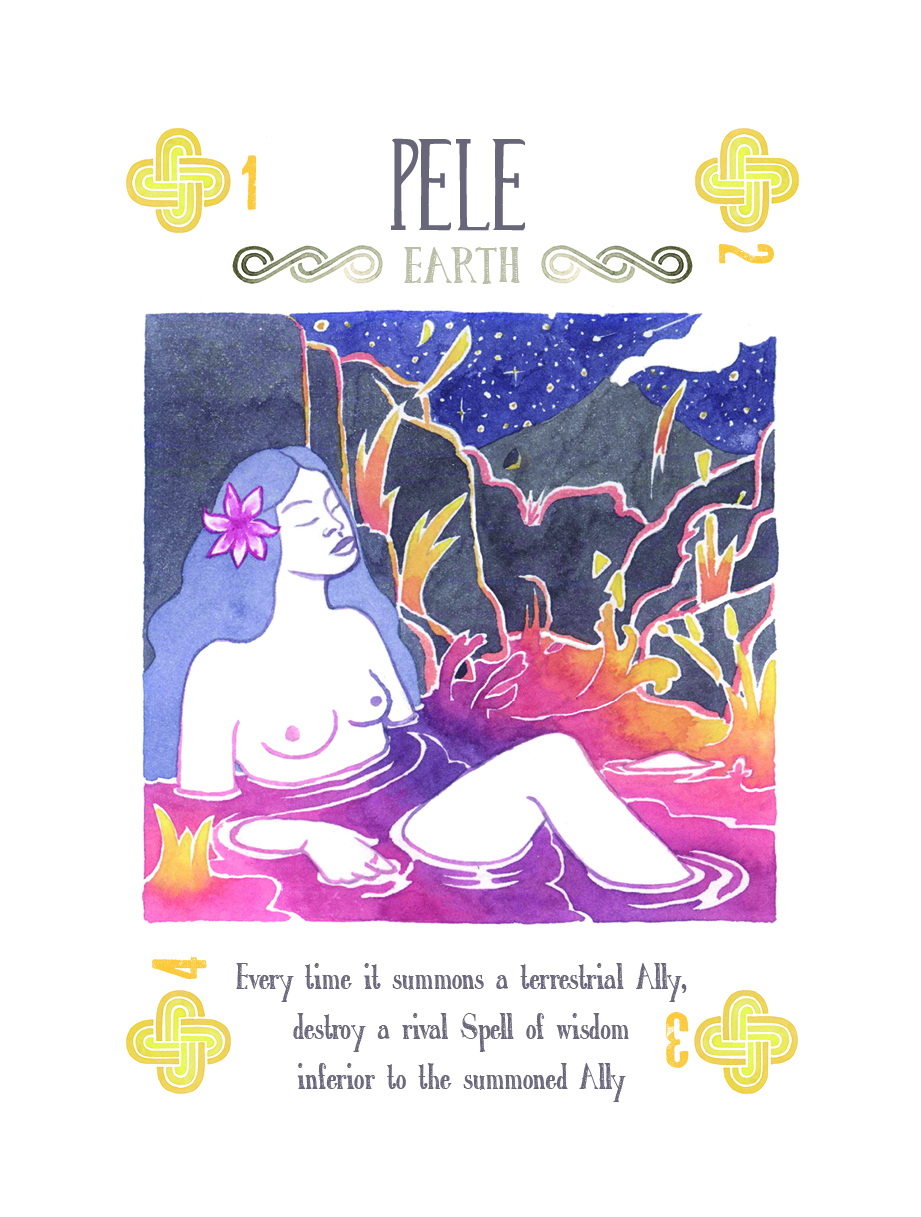 1
PELE
2
EARTH
4
Every time it summons a terrestrial Ally,
destroy a rival Spell of wisdom
3
inferior to the summoned Ally